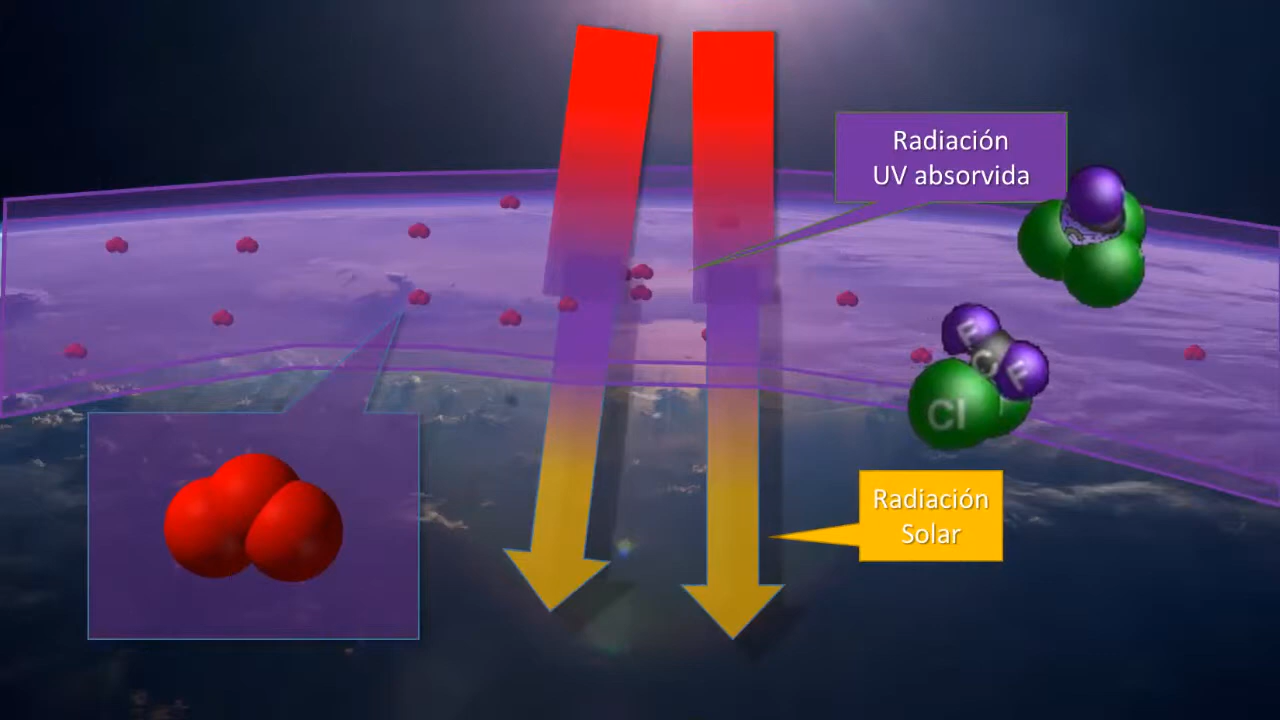 Radiación
UV absorvida
F
C
F
Cl
Radiación
Solar